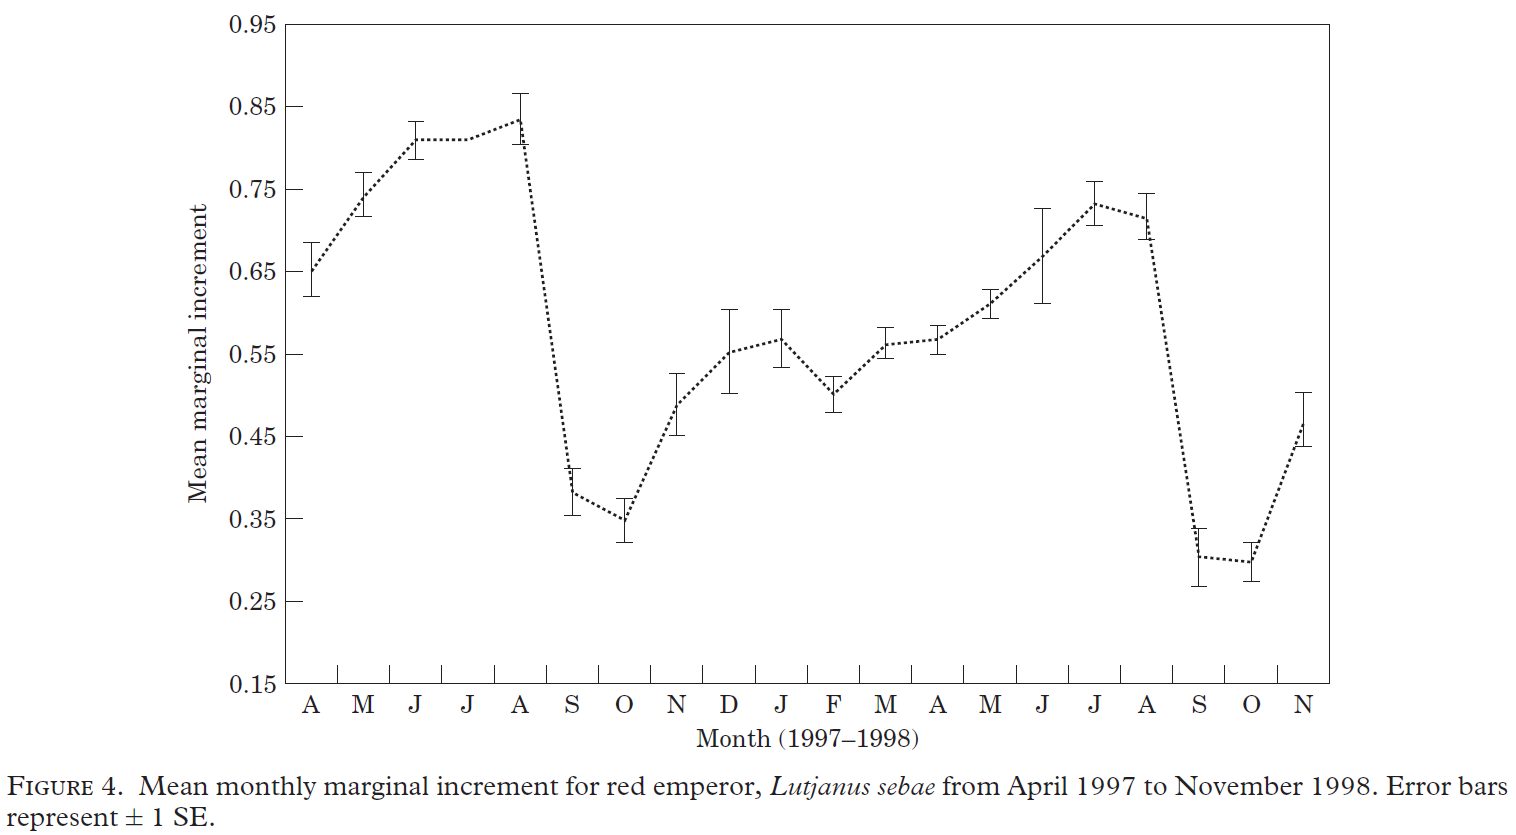 0.95
0.85
0.75
0.65
0.55
0.45
0.35
0.25
0.15
Mean marginal increment
A M J J A S O N D J F M A M J J A S O N
Month (1997–1998)
FIGURE 4. Mean monthly marginal increment for red emperor, Lutjanus sebae from April 1997 to November 1998. Error bars
represent ± 1 SE.